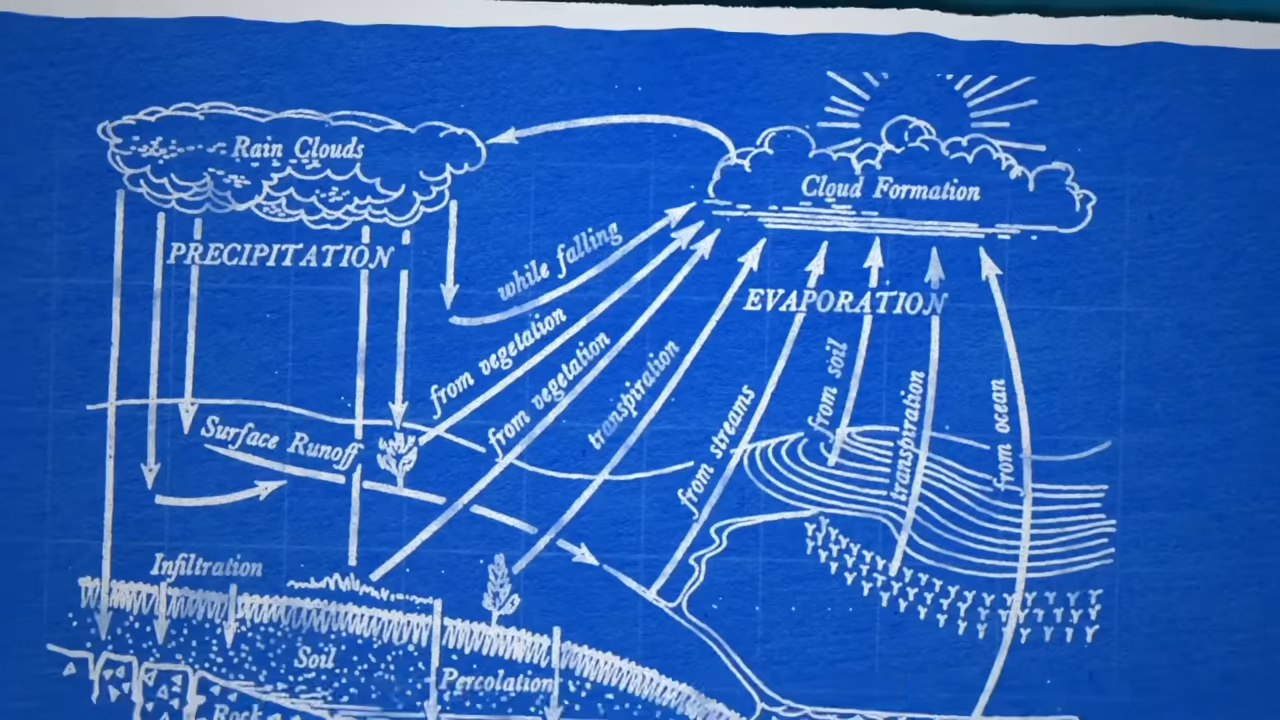 Rain Clouds
Cloud Formation
PRECIPITATION
while falling
EVAPORATION
from vegetation
from vegetation
transpiration
from streams
from soil
transpiration
from ocean
Surface Runoff
Infiltration
Soil
Percolation
Rock